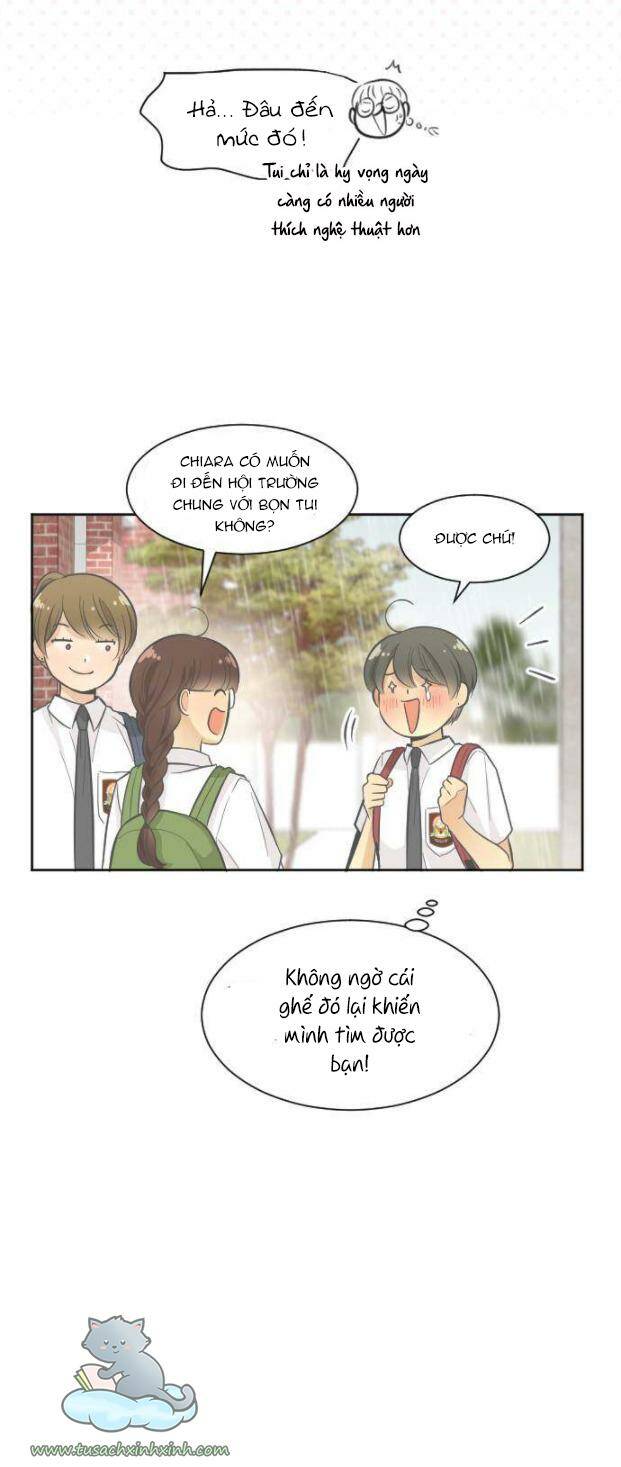 Hả... Đâu đến
mức đó!
Tui chỉ là hy vọng ngày
càng có nhiều người
thích nghệ thuật hơn
CHIARA CÓ MUỐN
ĐI ĐẾN HỘI TRƯỜNG
CHUNG VỚI BỌN TUI
KHÔNG?
ĐƯỢC CHỨ!
Không ngờ cái
ghế đó lại khiến
mình tìm được
bạn!
www.tusachxinhxinh.com